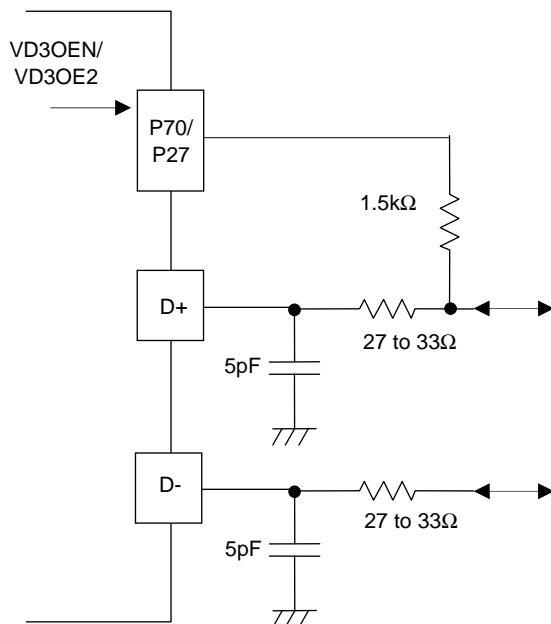 VD3OEN/
VD3OE2
P70/
P27
1.5kΩ
D+
27 to 33Ω
5pF
D-
27 to 33Ω
5pF